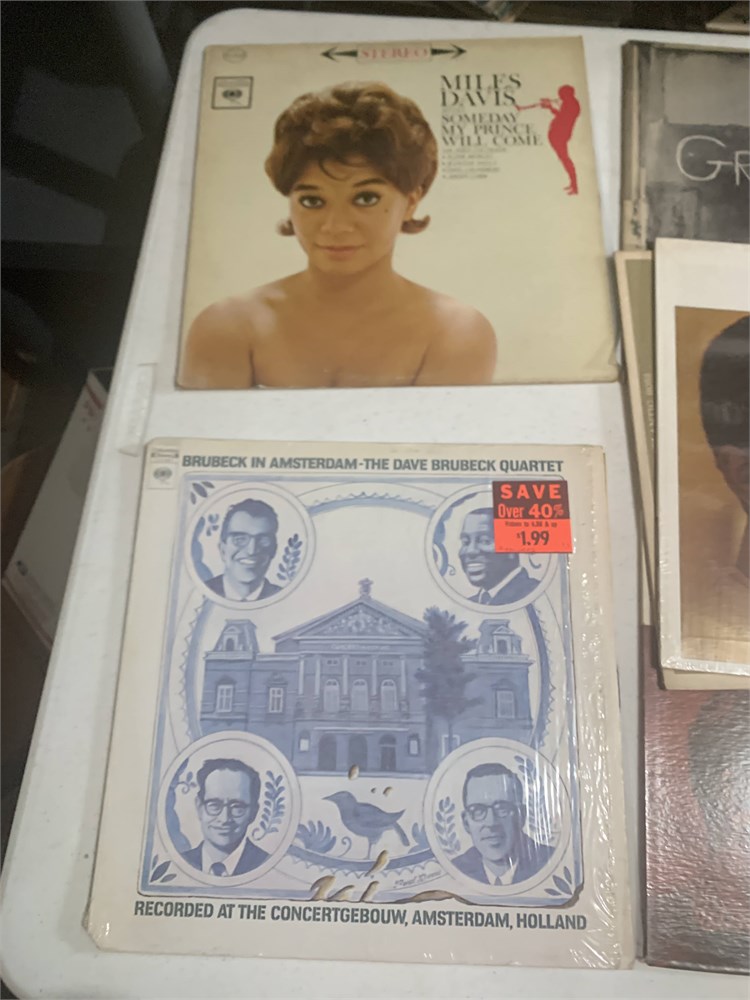 STEREO
MILES
DAVIS
SOMEDAY
MY PRINCE
WILL COME
GR
BRUBECK IN AMSTERDAM-THE DAVE BRUBECK QUARTET
SAVE
Over 40%
$1.99
RECORDED AT THE CONCERTGEBOUW, AMSTERDAM, HOLLAND